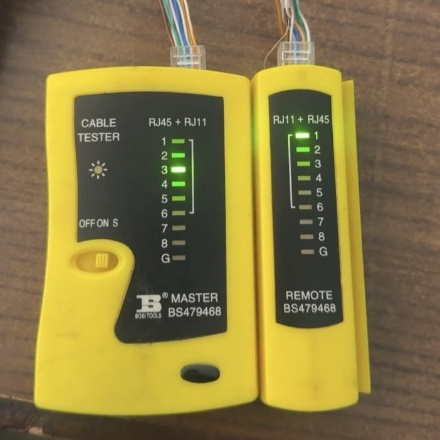 CABLE
TESTER
RJ45 + RJ11
1
2
3
4
5
6
7
8
G
OFF ON S
B®
BOSITOOLS
MASTER
BS479468
RJ11 + RJ45
1
2
3
4
5
6
7
8
G
REMOTE
BS479468